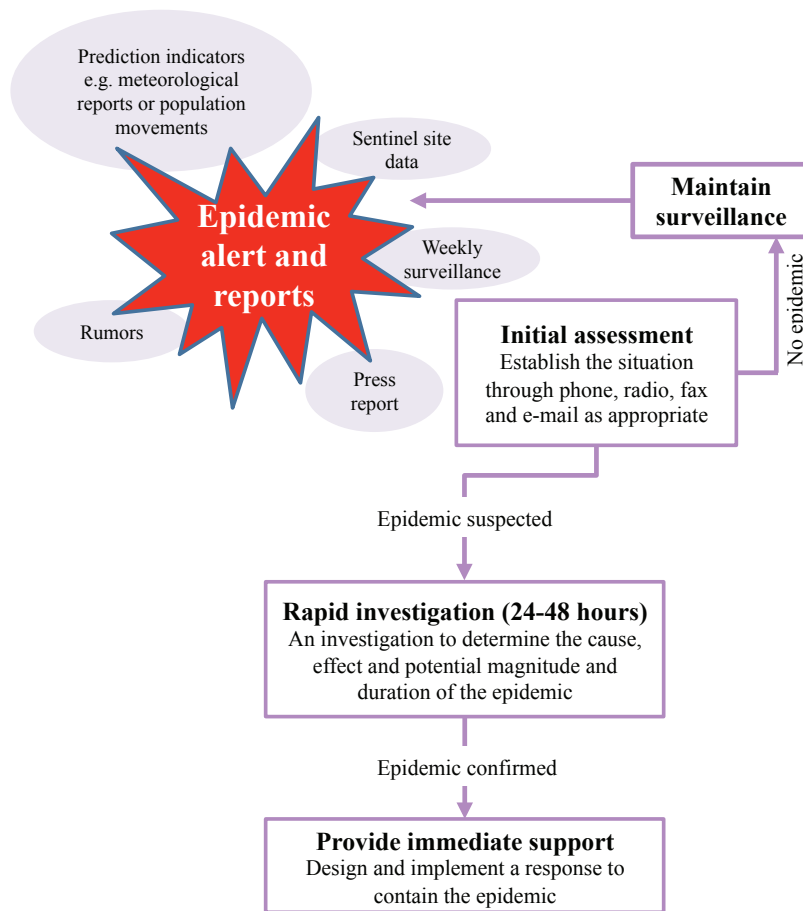 Prediction indicators
e.g. meteorological
reports or population
movements
Sentinel site
data
Epidemic
alert and
reports
Weekly
surveillance
Rumors
Press
report
Maintain
surveillance
No epidemic
Initial assessment
Establish the situation
through phone, radio, fax
and e-mail as appropriate
Epidemic suspected
Rapid investigation (24-48 hours)
An investigation to determine the cause,
effect and potential magnitude and
duration of the epidemic
Epidemic confirmed
Provide immediate support
Design and implement a response to
contain the epidemic